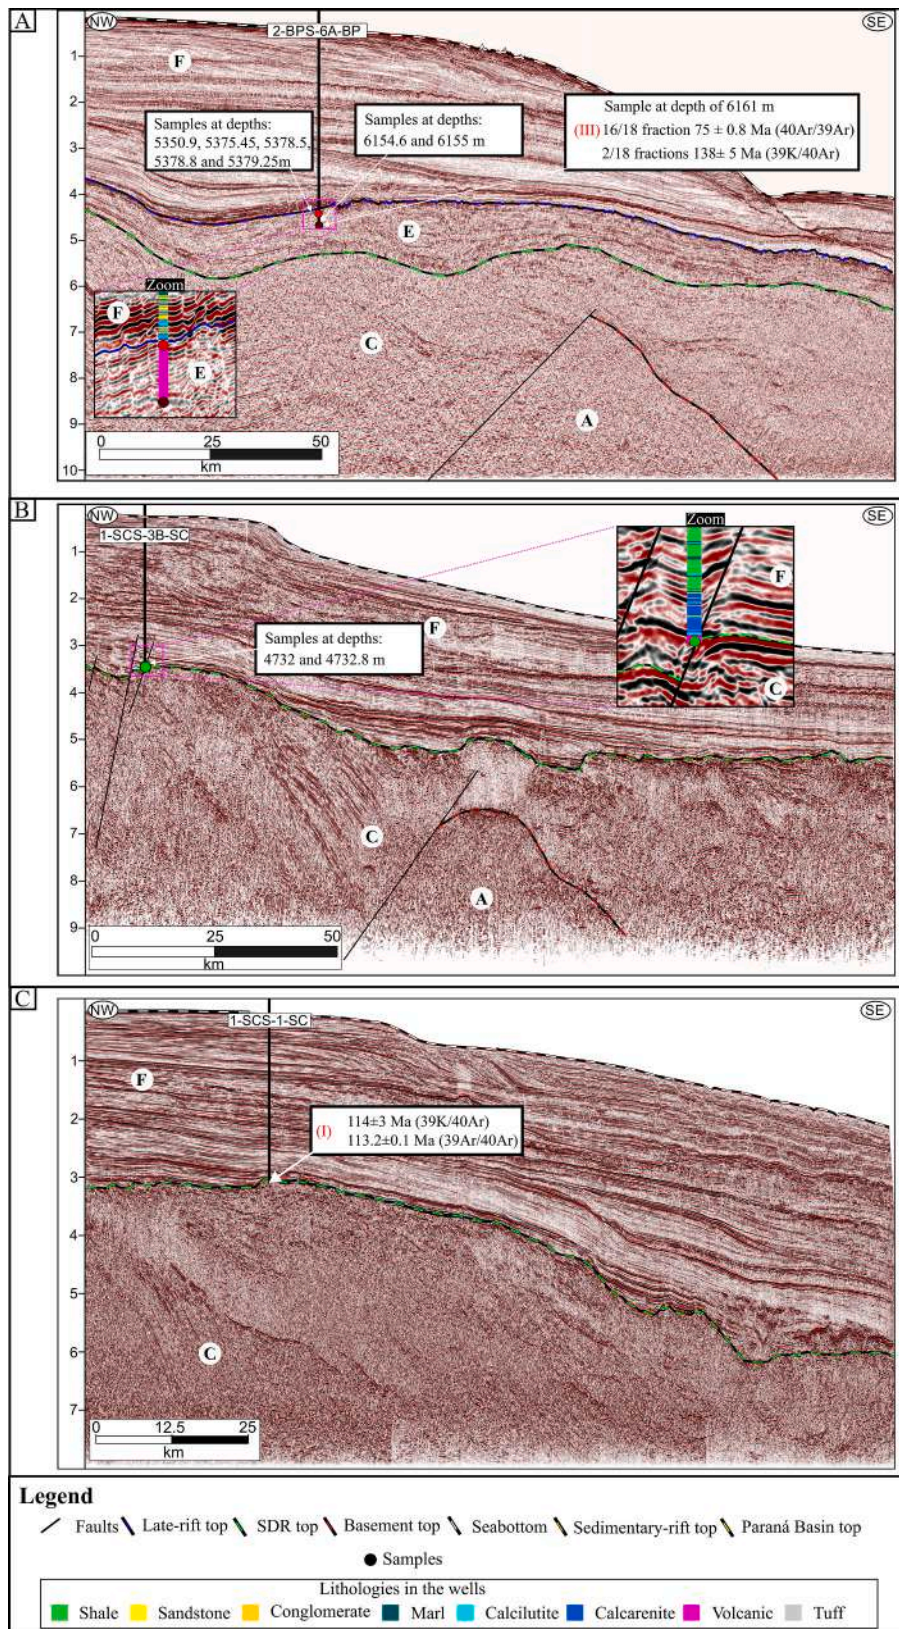 A
NW
SE
2-BPS-6A-BP
1
2
3
4
5
6
7
8
9
10
F
Samples at depths:
5350.9, 5375.45, 5378.5,
5378.8 and 5379.25m
Samples at depths:
6154.6 and 6155 m
Sample at depth of 6161 m
(III) 16/18 fraction 75 ± 0.8 Ma (40Ar/39Ar)
2/18 fractions 138± 5 Ma (39K/40Ar)
E
Zoom
F
E
C
A
0 25 50
km
B
NW
SE
1-SCS-3B-SC
1
2
3
4
5
6
7
8
9
Zoom
F
C
F
Samples at depths:
4732 and 4732.8 m
C
A
0 25 50
km
C
NW
SE
1-SCS-1-SC
1
2
3
4
5
6
7
F
(I) 114±3 Ma (39K/40Ar)
113.2±0.1 Ma (39Ar/40Ar)
C
0 12.5 25
km
Legend
Faults Late-rift top SDR top Basement top Seabottom Sedimentary-rift top Paraná Basin top
Samples
Lithologies in the wells
Shale Sandstone Conglomerate Marl Calcilutite Calcarenite Volcanic Tuff